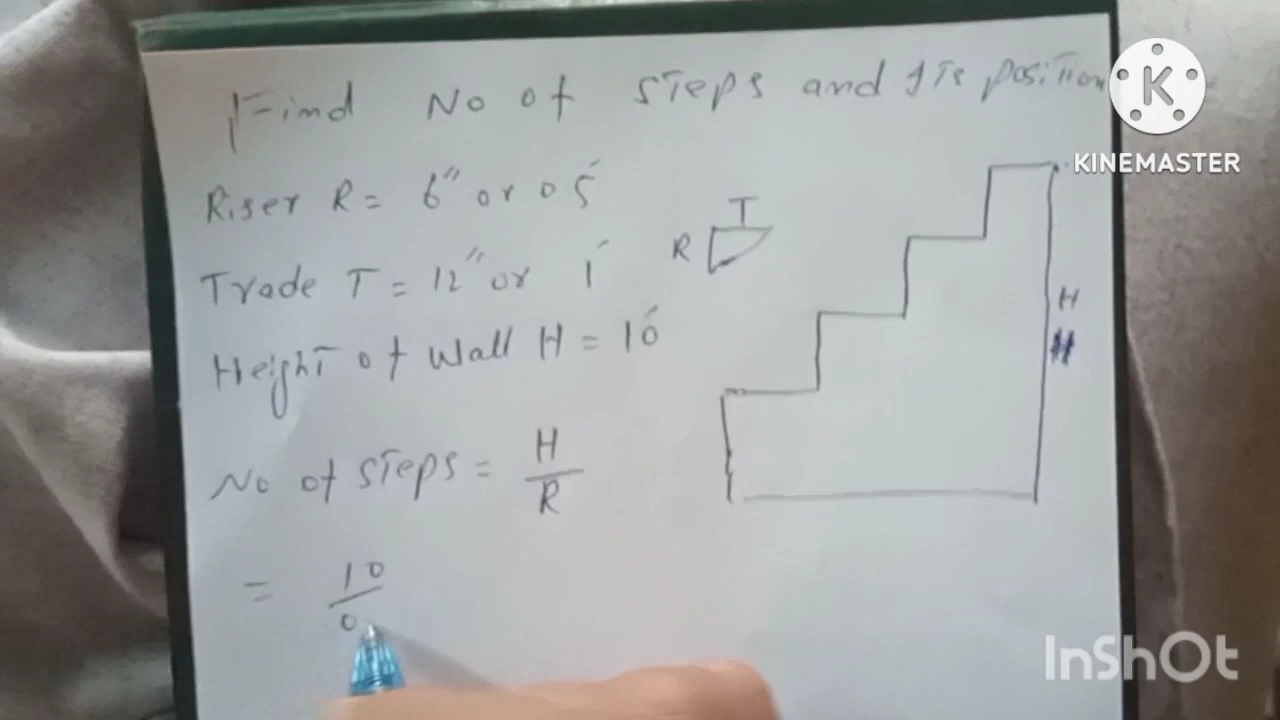 Find No of steps and Its position
K
KINEMASTER
Riser R = 6" or 0 5'
T
R
Trade T = 12" or 1'
H
H
Height of Wall H = 10'
No of steps = H
R
= 10
0.
InShOt